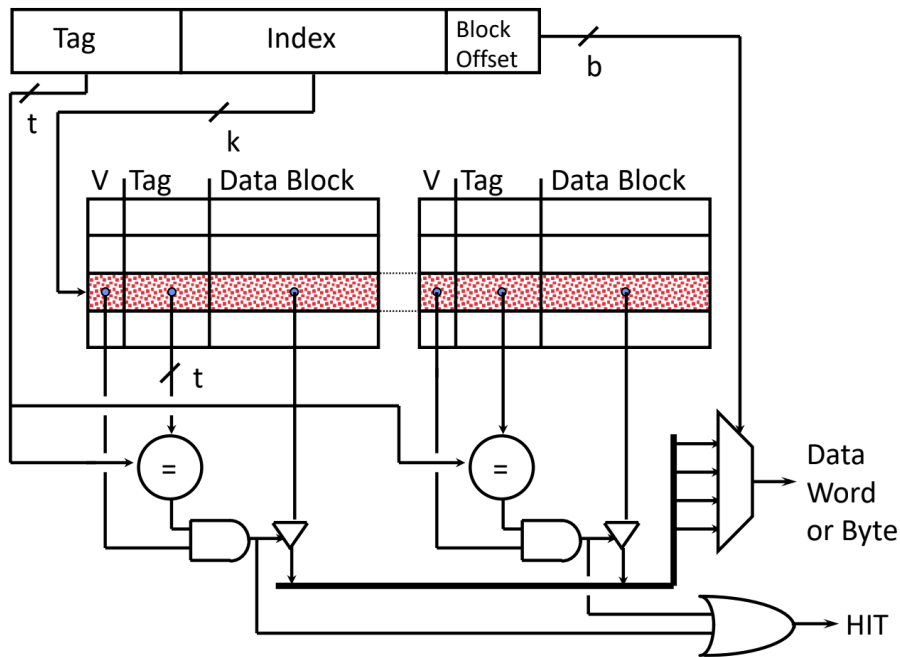 Tag
Index
Block
Offset
b
t
k
V Tag Data Block
V Tag Data Block
t
=
=
Data
Word
or Byte
HIT